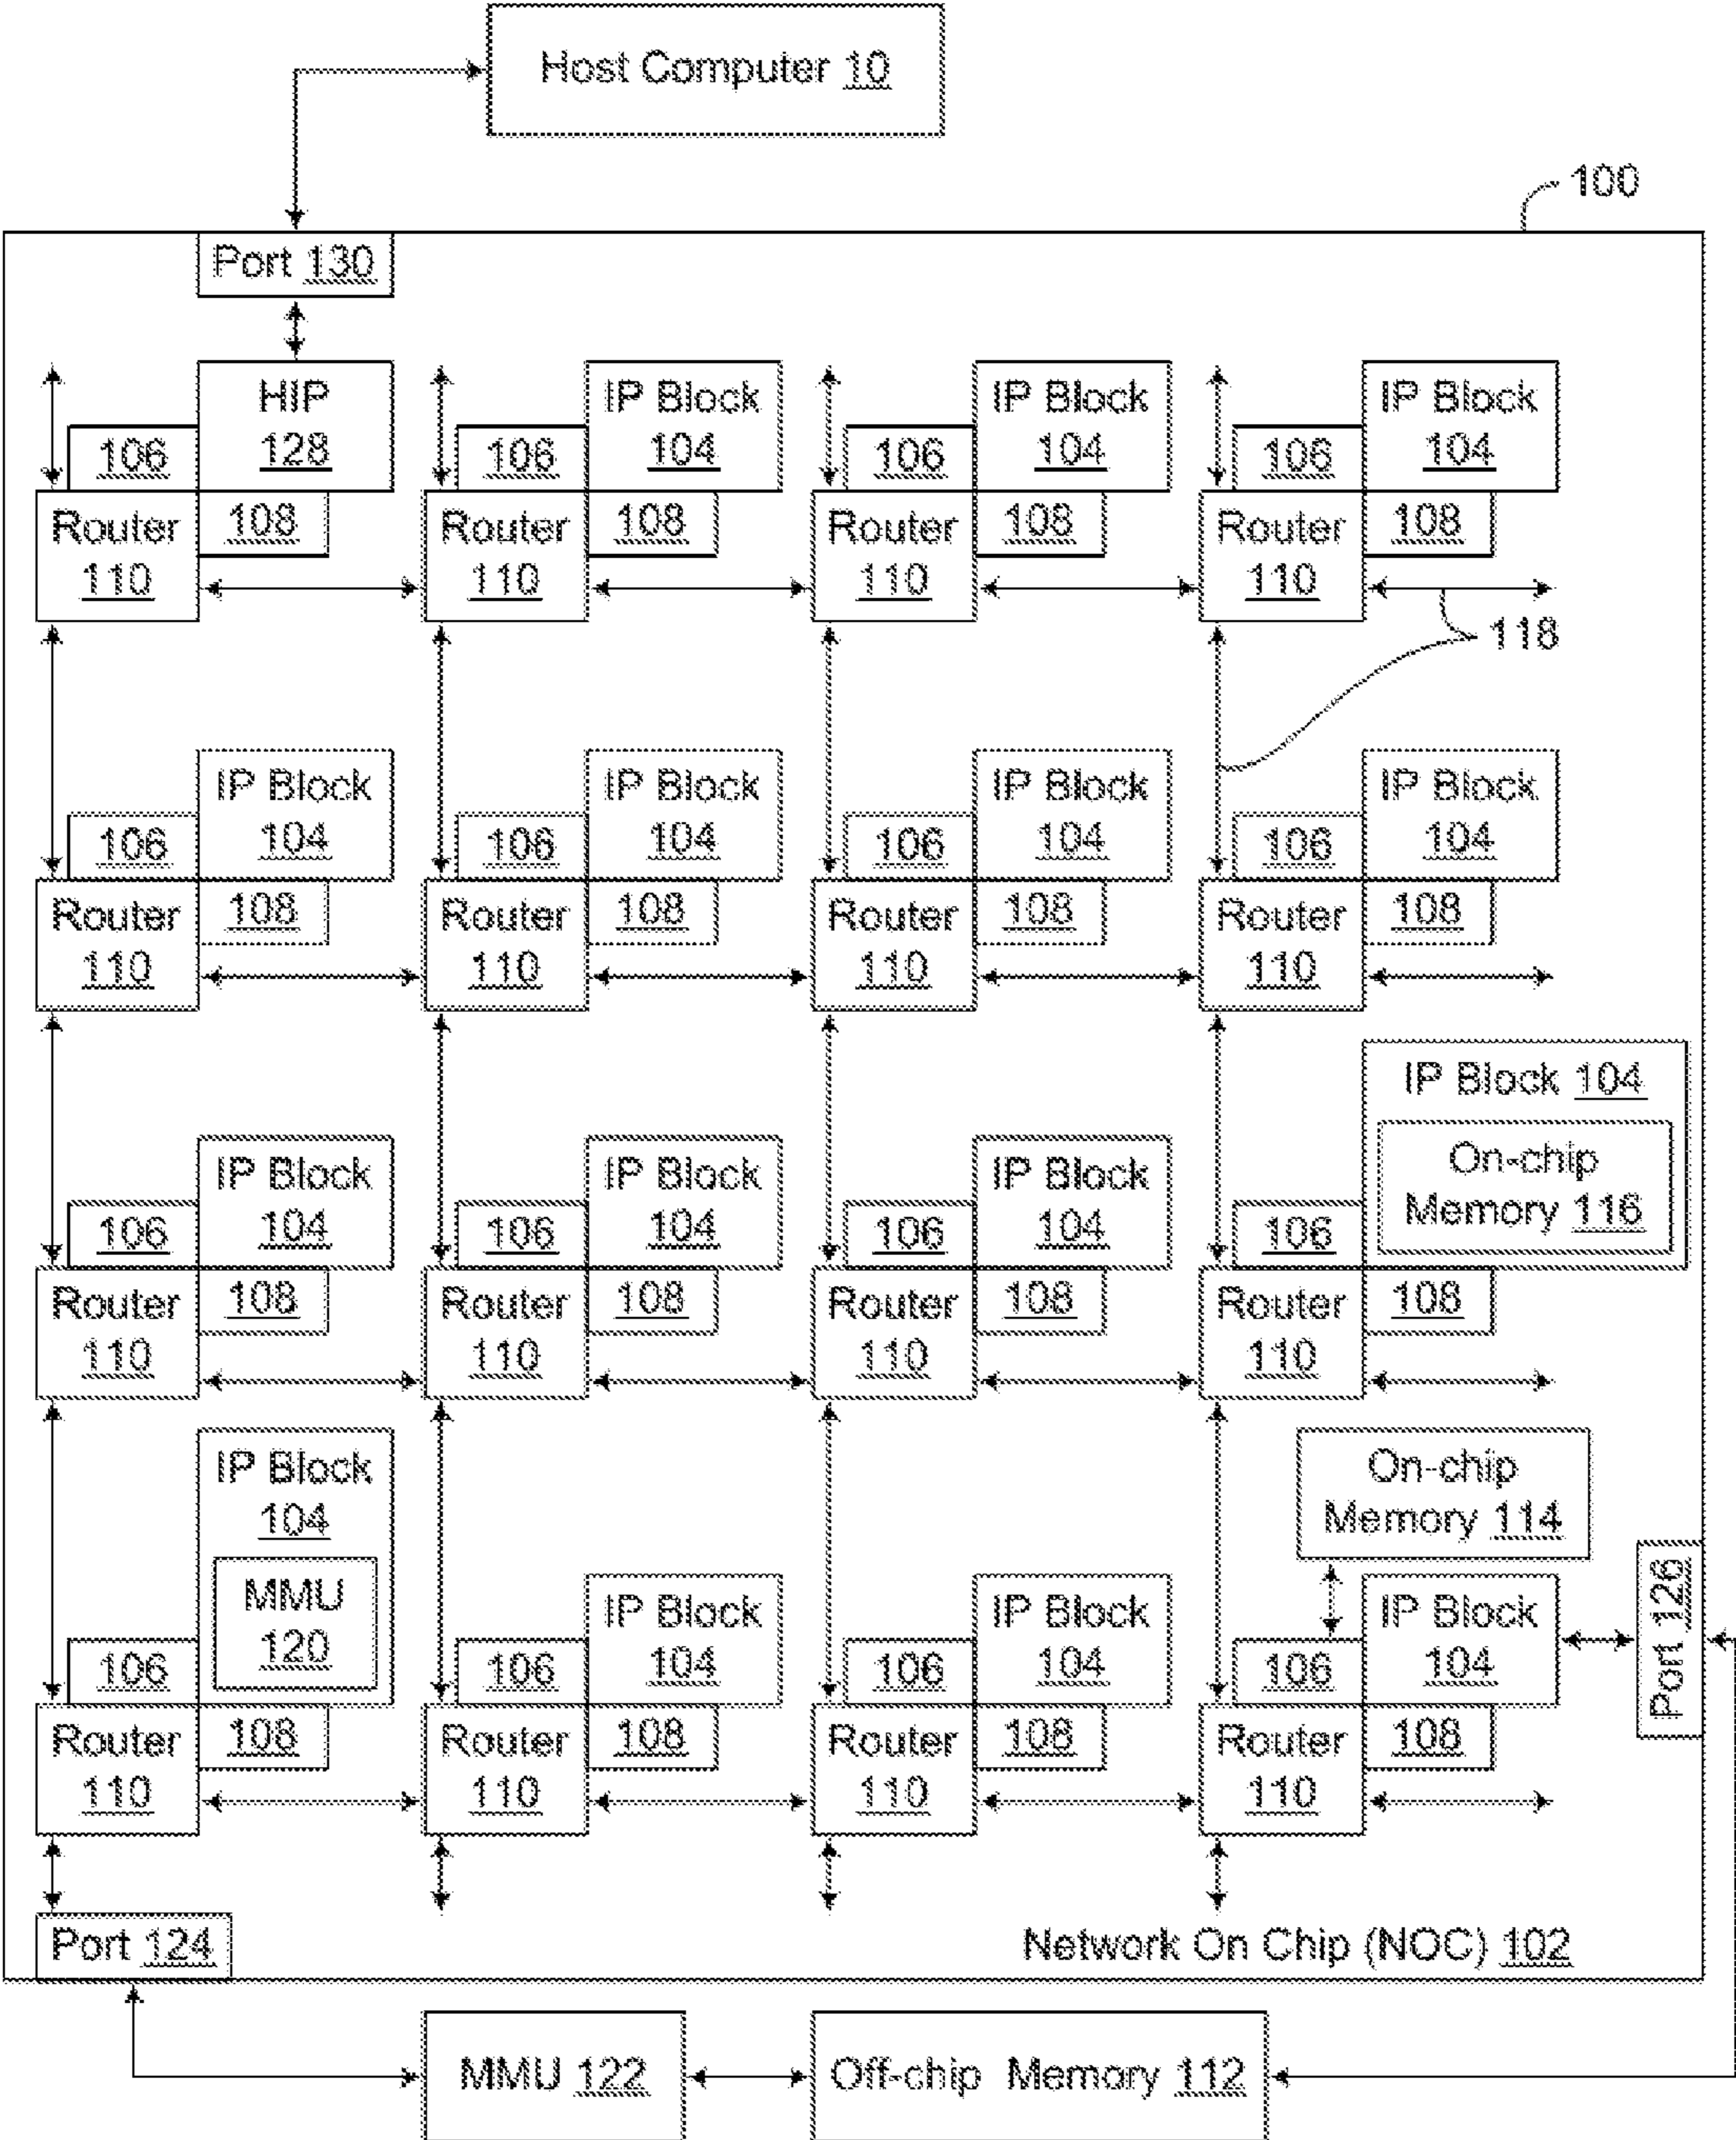 Host Computer 10
100
Port 130
HIP
128
IP Block
104
IP Block
104
IP Block
104
106
106
106
106
Router
110
108
Router
110
108
Router
110
108
Router
110
108
118
IP Block
104
IP Block
104
IP Block
104
IP Block
104
106
106
106
106
Router
110
108
Router
110
108
Router
110
108
Router
110
108
IP Block 104
On-chip
Memory 116
IP Block
104
IP Block
104
IP Block
104
106
106
106
106
Router
110
108
Router
110
108
Router
110
108
Router
110
108
IP Block
104
MMU
120
On-chip
Memory 114
Port 126
IP Block
104
IP Block
104
IP Block
104
106
106
106
106
Router
110
108
Router
110
108
Router
110
108
Router
110
108
Port 124
Network On Chip (NOC) 102
MMU 122
Off-chip Memory 112